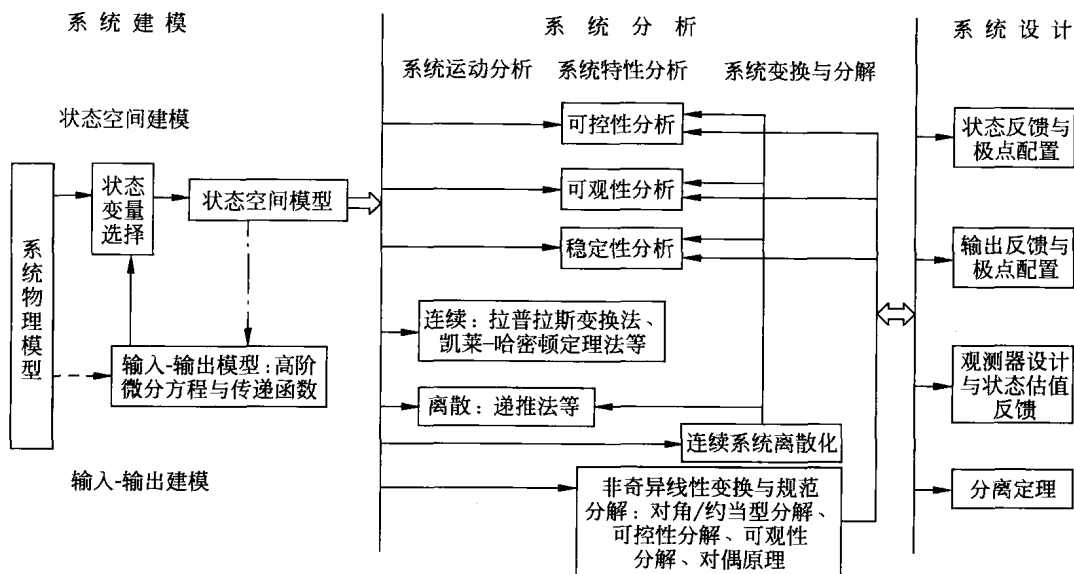 系统建模
系统分析
系统设计
系统运动分析
系统特性分析
系统变换与分解
状态空间建模
系统物理模型
状态
变量
选择
状态空间模型
输入-输出模型:高阶
微分方程与传递函数
输入-输出建模
可控性分析
可观性分析
稳定性分析
连续:拉普拉斯变换法、
凯莱-哈密顿定理法等
离散:递推法等
连续系统离散化
非奇异线性变换与规范
分解:对角/约当型分解、
可控性分解、可观性
分解、对偶原理
状态反馈与
极点配置
输出反馈与
极点配置
观测器设计
与状态估值
反馈
分离定理